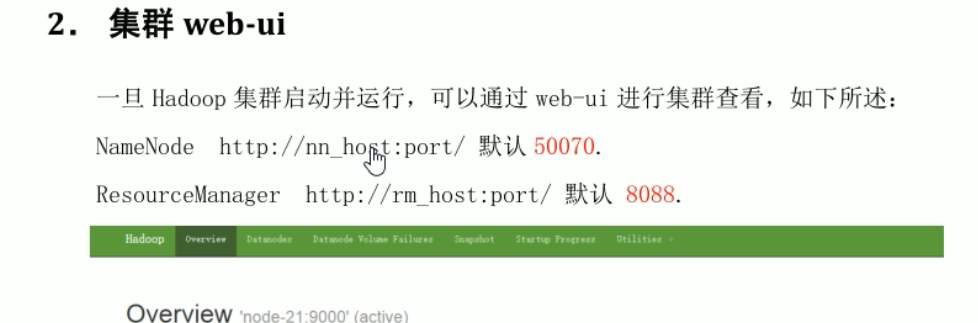 2. 集群 web-ui
一旦 Hadoop 集群启动并运行，可以通过 web-ui 进行集群查看，如下所述：
NameNode http://nn_host:port/ 默认 50070.
ResourceManager http://rm_host:port/ 默认 8088.
Hadoop Overview Datanodes Datanode Volume Failures Snapshot Startup Progress Utilities
Overview 'node-21:9000' (active)